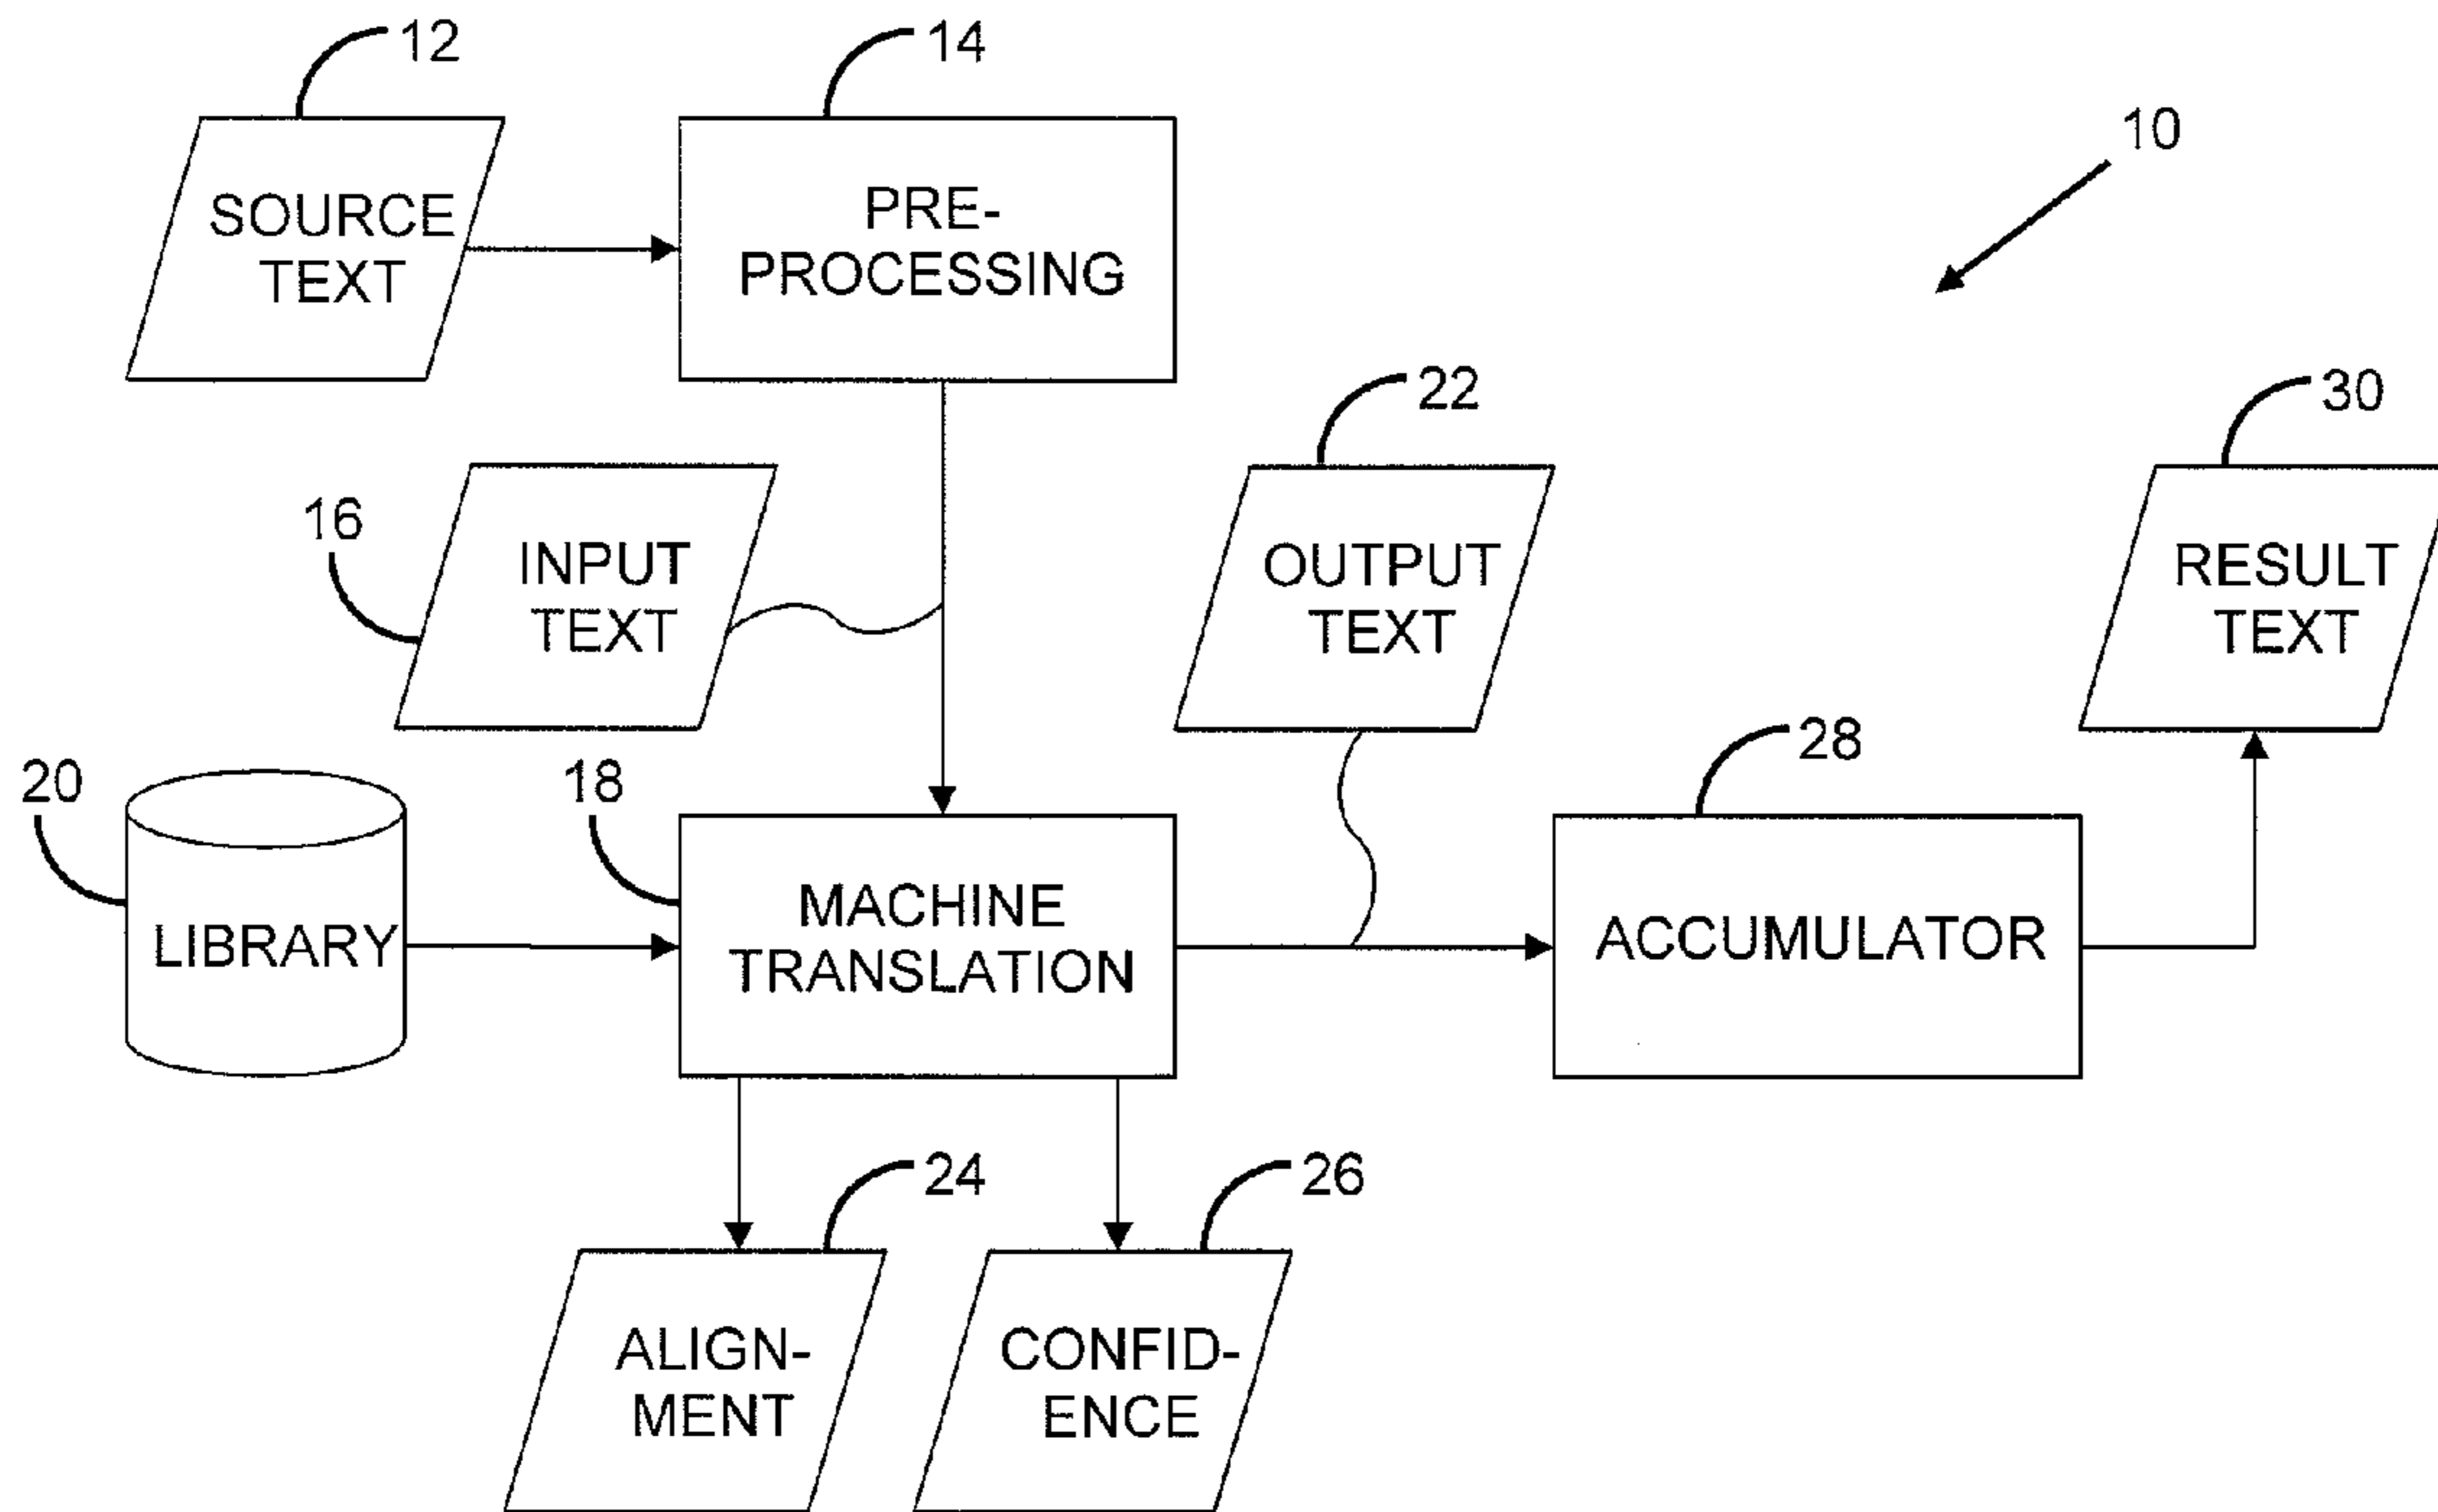 12
14
10
SOURCE
TEXT
PRE-
PROCESSING
22
30
16
INPUT
TEXT
OUTPUT
TEXT
RESULT
TEXT
28
20
18
LIBRARY
MACHINE
TRANSLATION
ACCUMULATOR
24
26
ALIGN-
MENT
CONFID-
ENCE